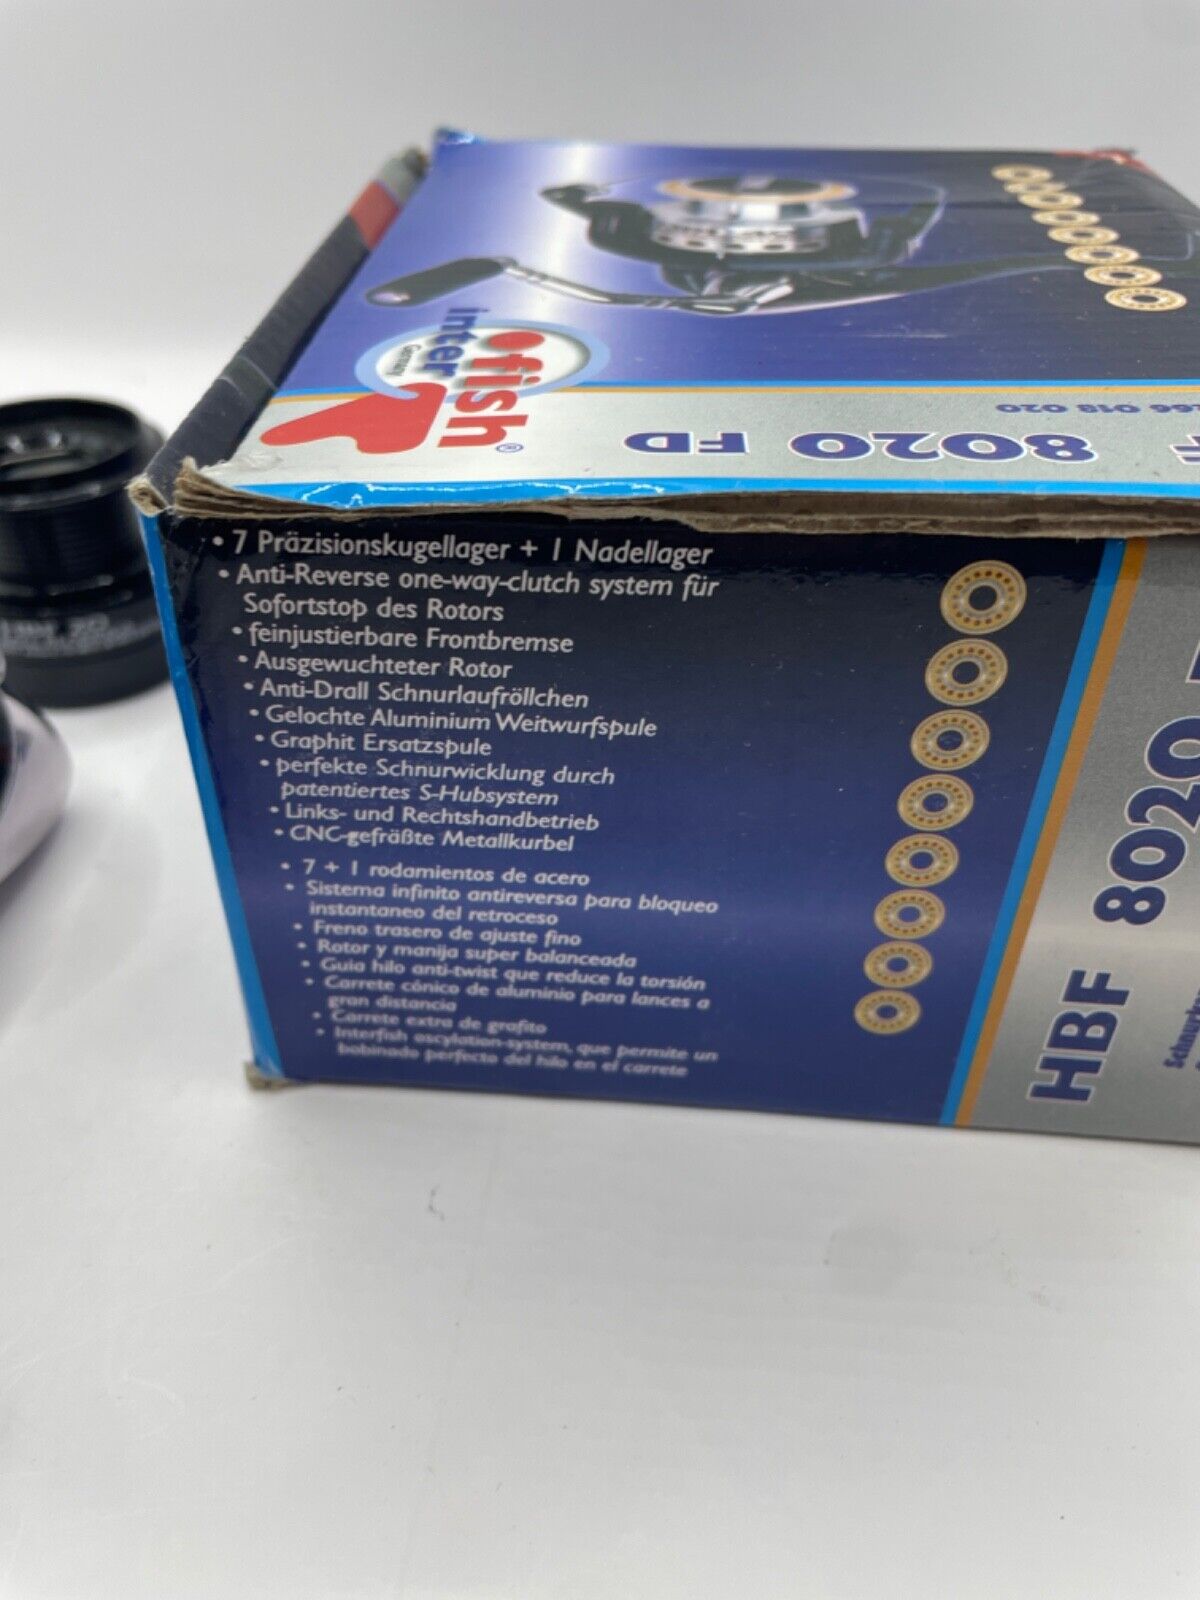 inter
fish®
Germany
8020 FD
266 018 020
• 7 Präzisionskugellager + 1 Nadellager
• Anti-Reverse one-way-clutch system für
Sofortstop des Rotors
• feinjustierbare Frontbremse
• Ausgewuchteter Rotor
• Anti-Drall Schnurlaufröllchen
• Gelochte Aluminium Weitwurfspule
• Graphit Ersatzspule
• perfekte Schnurwicklung durch
patentiertes S-Hubsystem
• Links- und Rechtshandbetrieb
• CNC-gefräßte Metallkurbel
• 7 + 1 rodamientos de acero
• Sistema infinito antireversa para bloqueo
instantaneo del retroceso
• Freno trasero de ajuste fino
• Rotor y manija super balanceada
• Guia hilo anti-twist que reduce la torsión
• Carrete cónico de aluminio para lances a
gran distancia
• Carrete extra de grafito
• Interfish oscylation-system, que permite un
bobinado perfecto del hilo en el carrete
HBF 8020